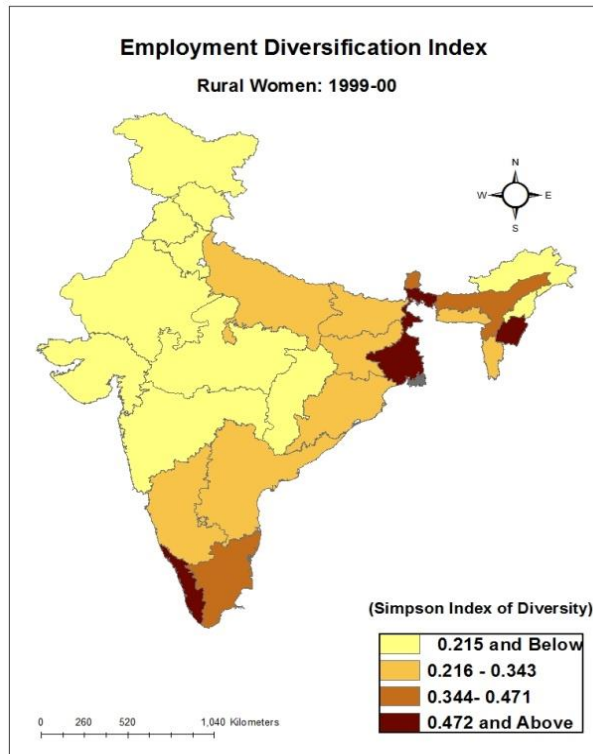 Employment Diversification Index
Rural Women: 1999-00
N
W E
S
(Simpson Index of Diversity)
0.215 and Below
0.216 - 0.343
0.344- 0.471
0.472 and Above
0 260 520 1,040 Kilometers